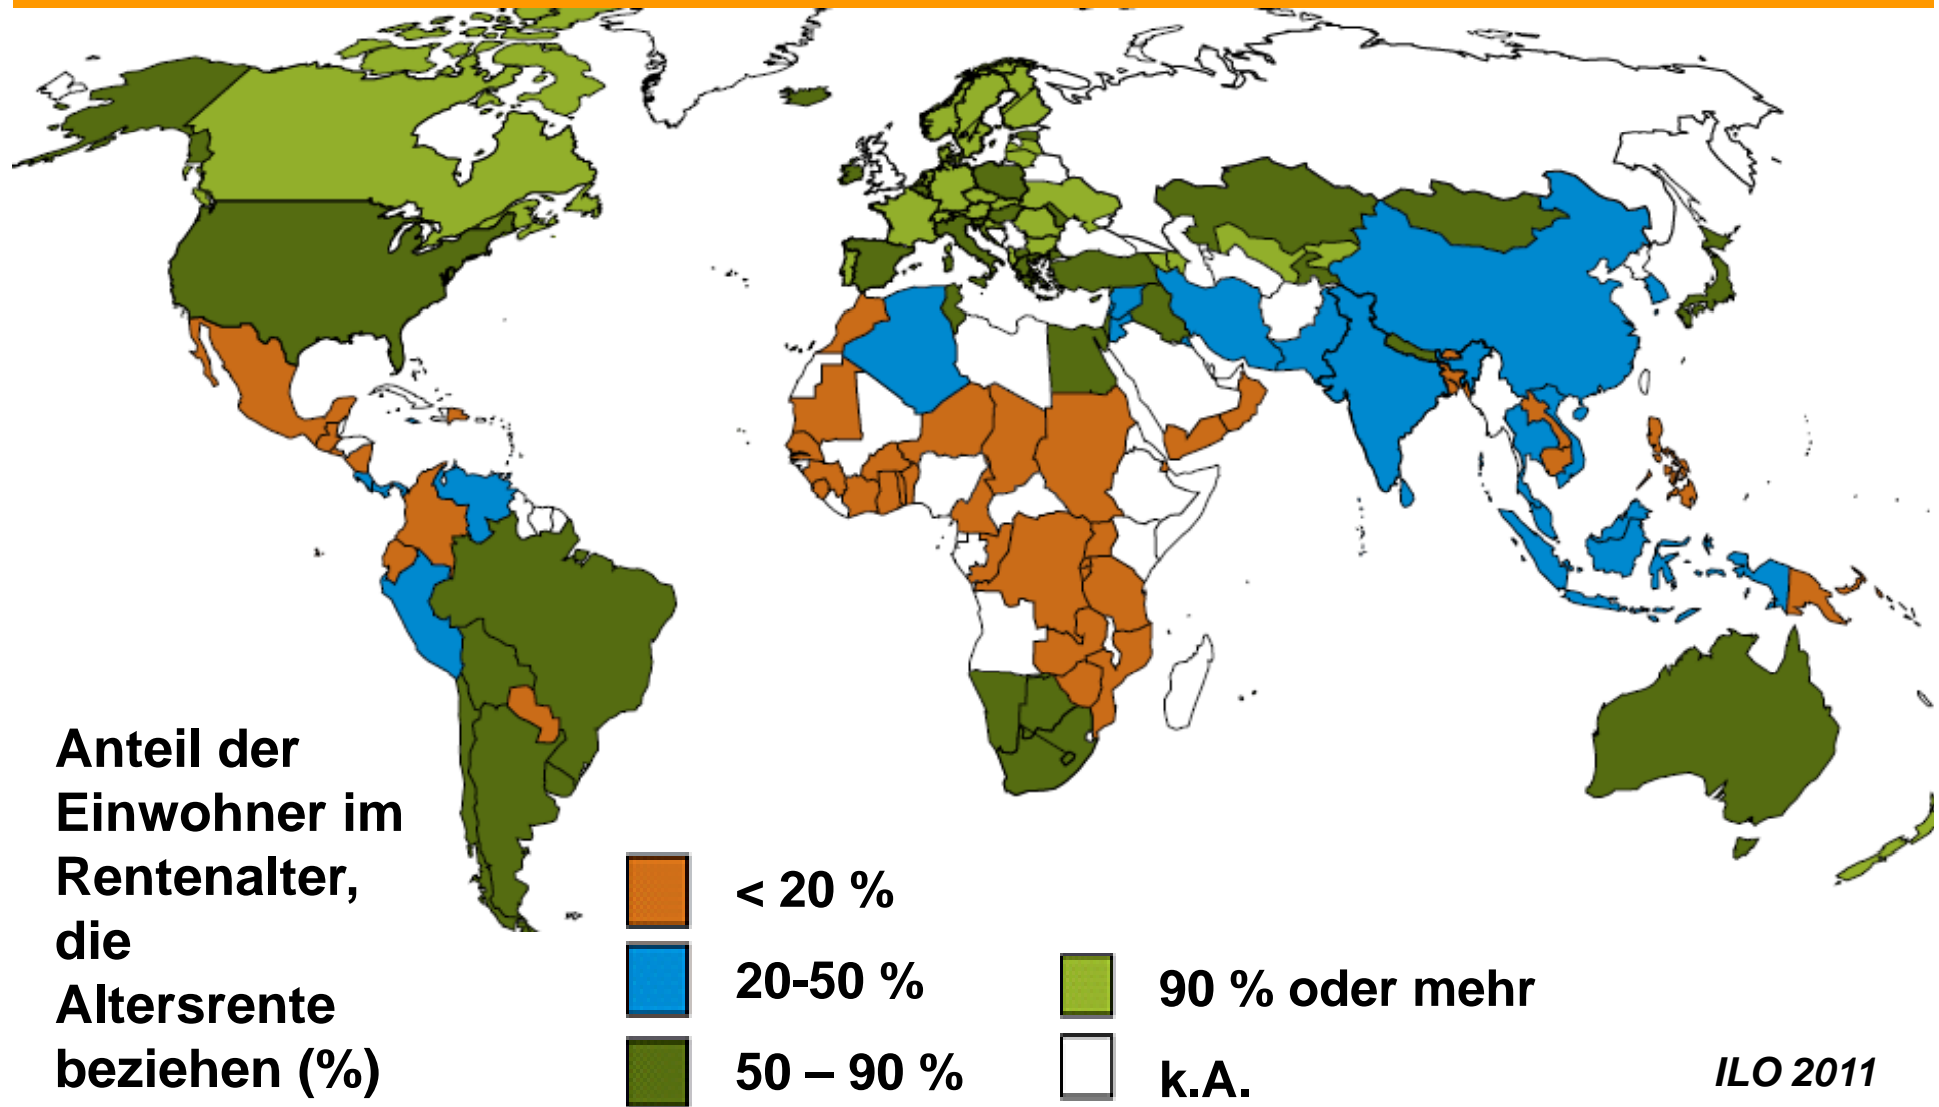 Anteil der
Einwohner im
Rentenalter,
die
Altersrente
beziehen (%)
< 20 %
20-50 %
50 – 90 %
90 % oder mehr
k.A.
ILO 2011